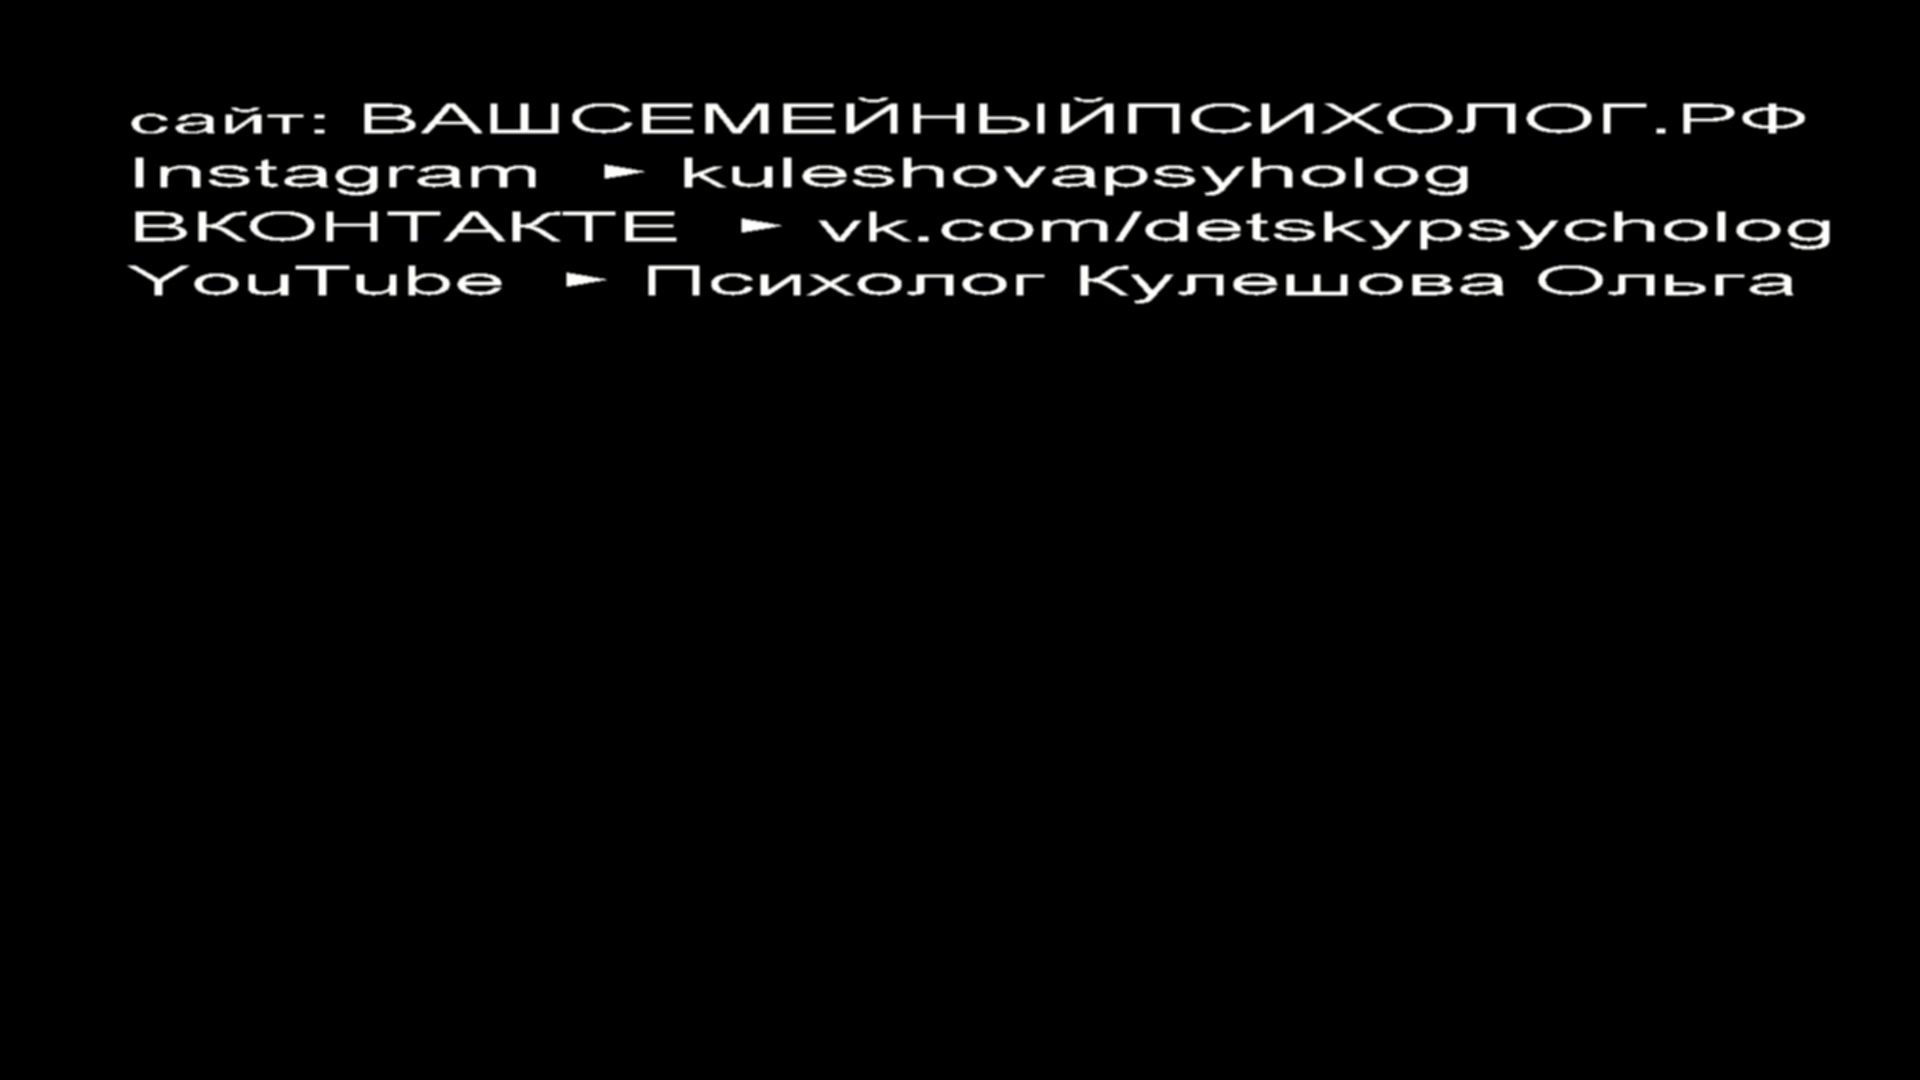 сайт: ВАШСЕМЕЙНЫЙПСИХОЛОГ.РФ
Instagram ► kuleshovapsyholog
ВКОНТАКТЕ ► vk.com/detskypsycholog
YouTube ► Психолог Кулешова Ольга